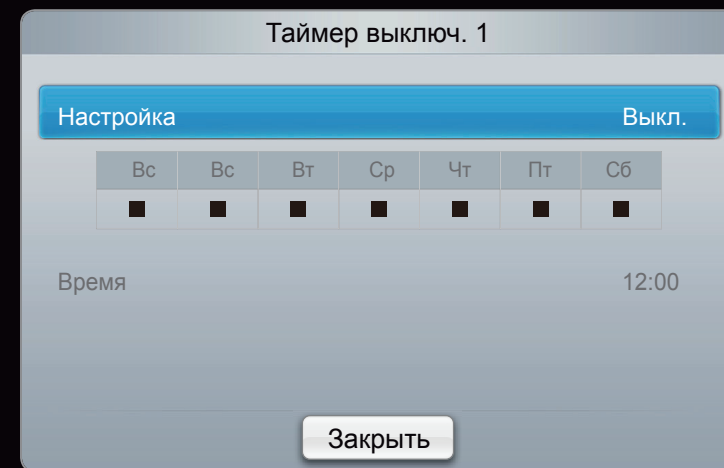 Таймер выключ. 1
Настройка Выкл.
Вс Вс Вт Ср Чт Пт Сб
Время 12:00
Закрыть